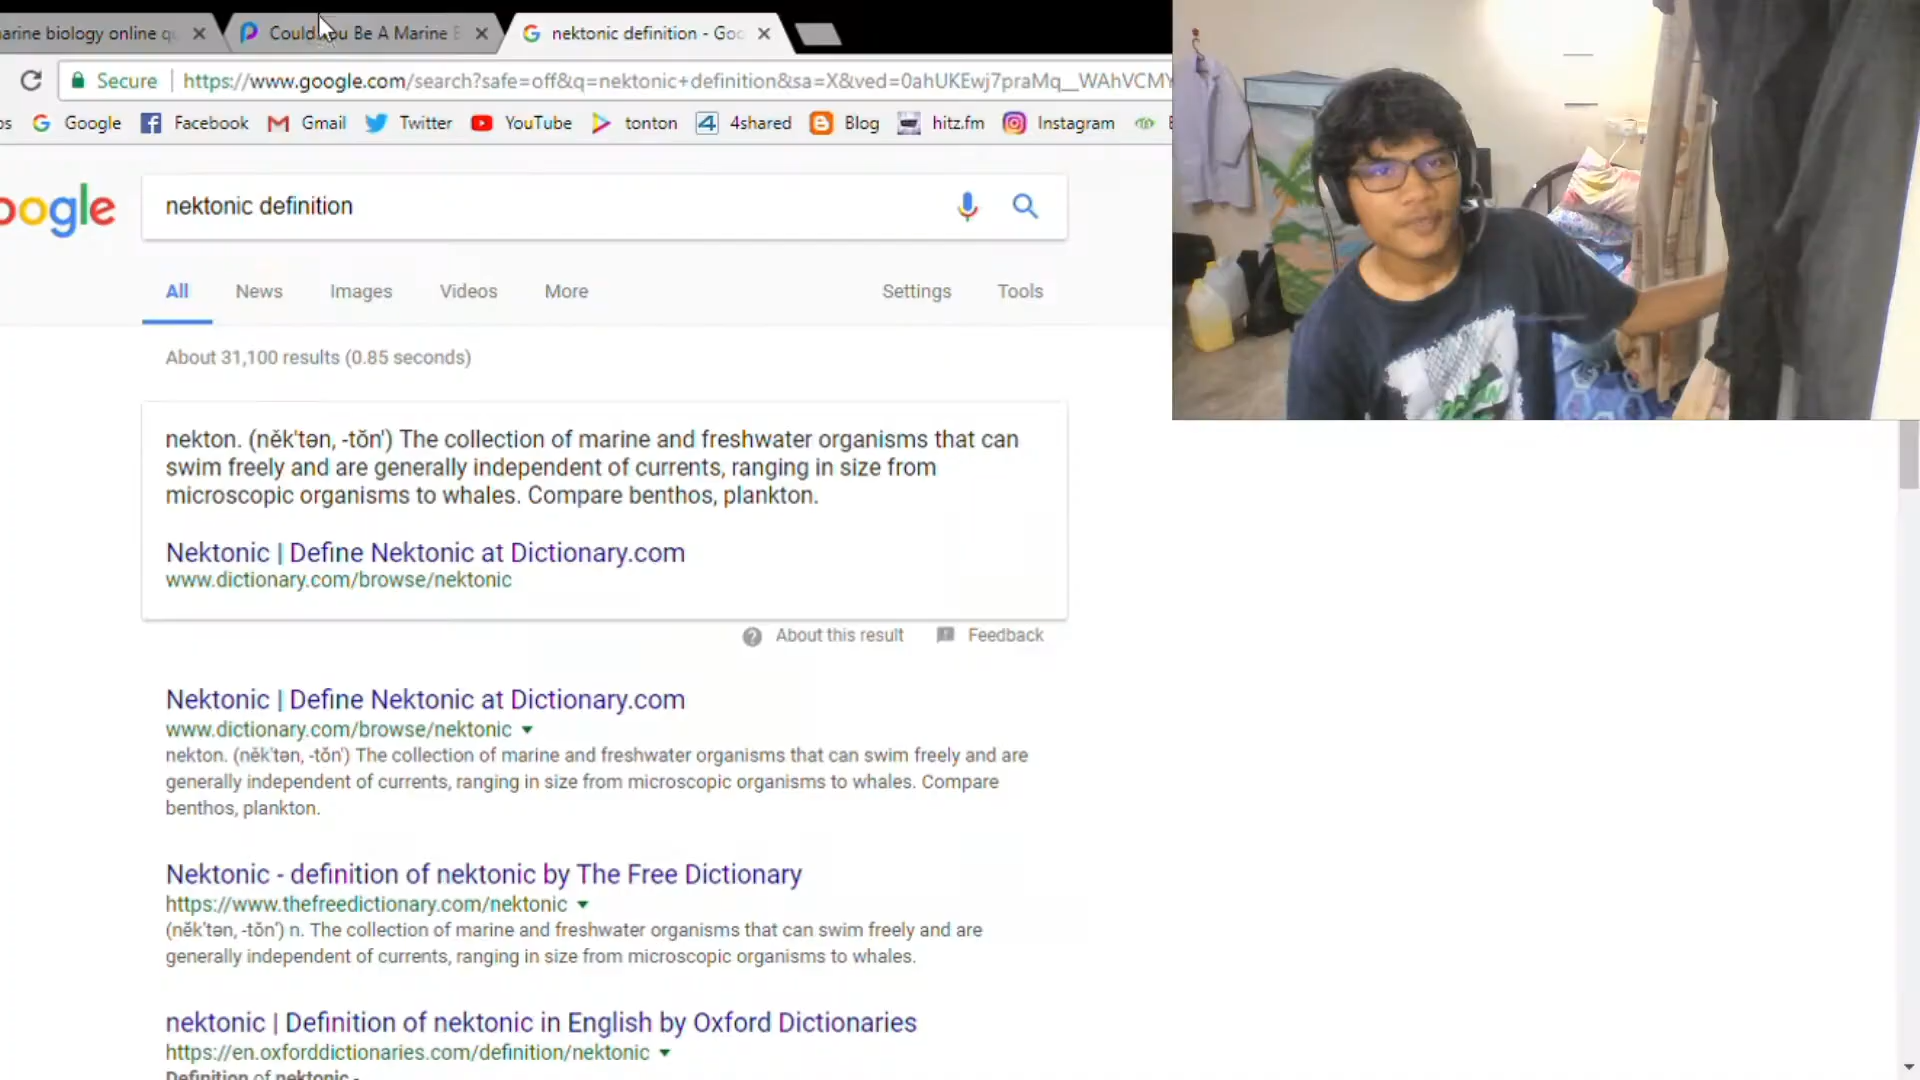 arine biology online q
Could you Be A Marine
nektonic definition - Goo
Secure | https://www.google.com/search?safe=off&q=nektonic+definition&sa=X&ved=0ahUKEwj7praMq__WAhVCMY
ps Google Facebook Gmail Twitter YouTube tonton 4shared Blog hitz.fm Instagram
oogle
nektonic definition
All News Images Videos More Settings Tools
About 31,100 results (0.85 seconds)
nekton. (nĕk'tən, -tŏn') The collection of marine and freshwater organisms that can
swim freely and are generally independent of currents, ranging in size from
microscopic organisms to whales. Compare benthos, plankton.
Nektonic | Define Nektonic at Dictionary.com
www.dictionary.com/browse/nektonic
About this result Feedback
Nektonic | Define Nektonic at Dictionary.com
www.dictionary.com/browse/nektonic
nekton. (nĕk'tən, -tŏn') The collection of marine and freshwater organisms that can swim freely and are
generally independent of currents, ranging in size from microscopic organisms to whales. Compare
benthos, plankton.
Nektonic - definition of nektonic by The Free Dictionary
https://www.thefreedictionary.com/nektonic
(nĕk'tən, -tŏn') n. The collection of marine and freshwater organisms that can swim freely and are
generally independent of currents, ranging in size from microscopic organisms to whales.
nektonic | Definition of nektonic in English by Oxford Dictionaries
https://en.oxforddictionaries.com/definition/nektonic
Definition of nektonic -